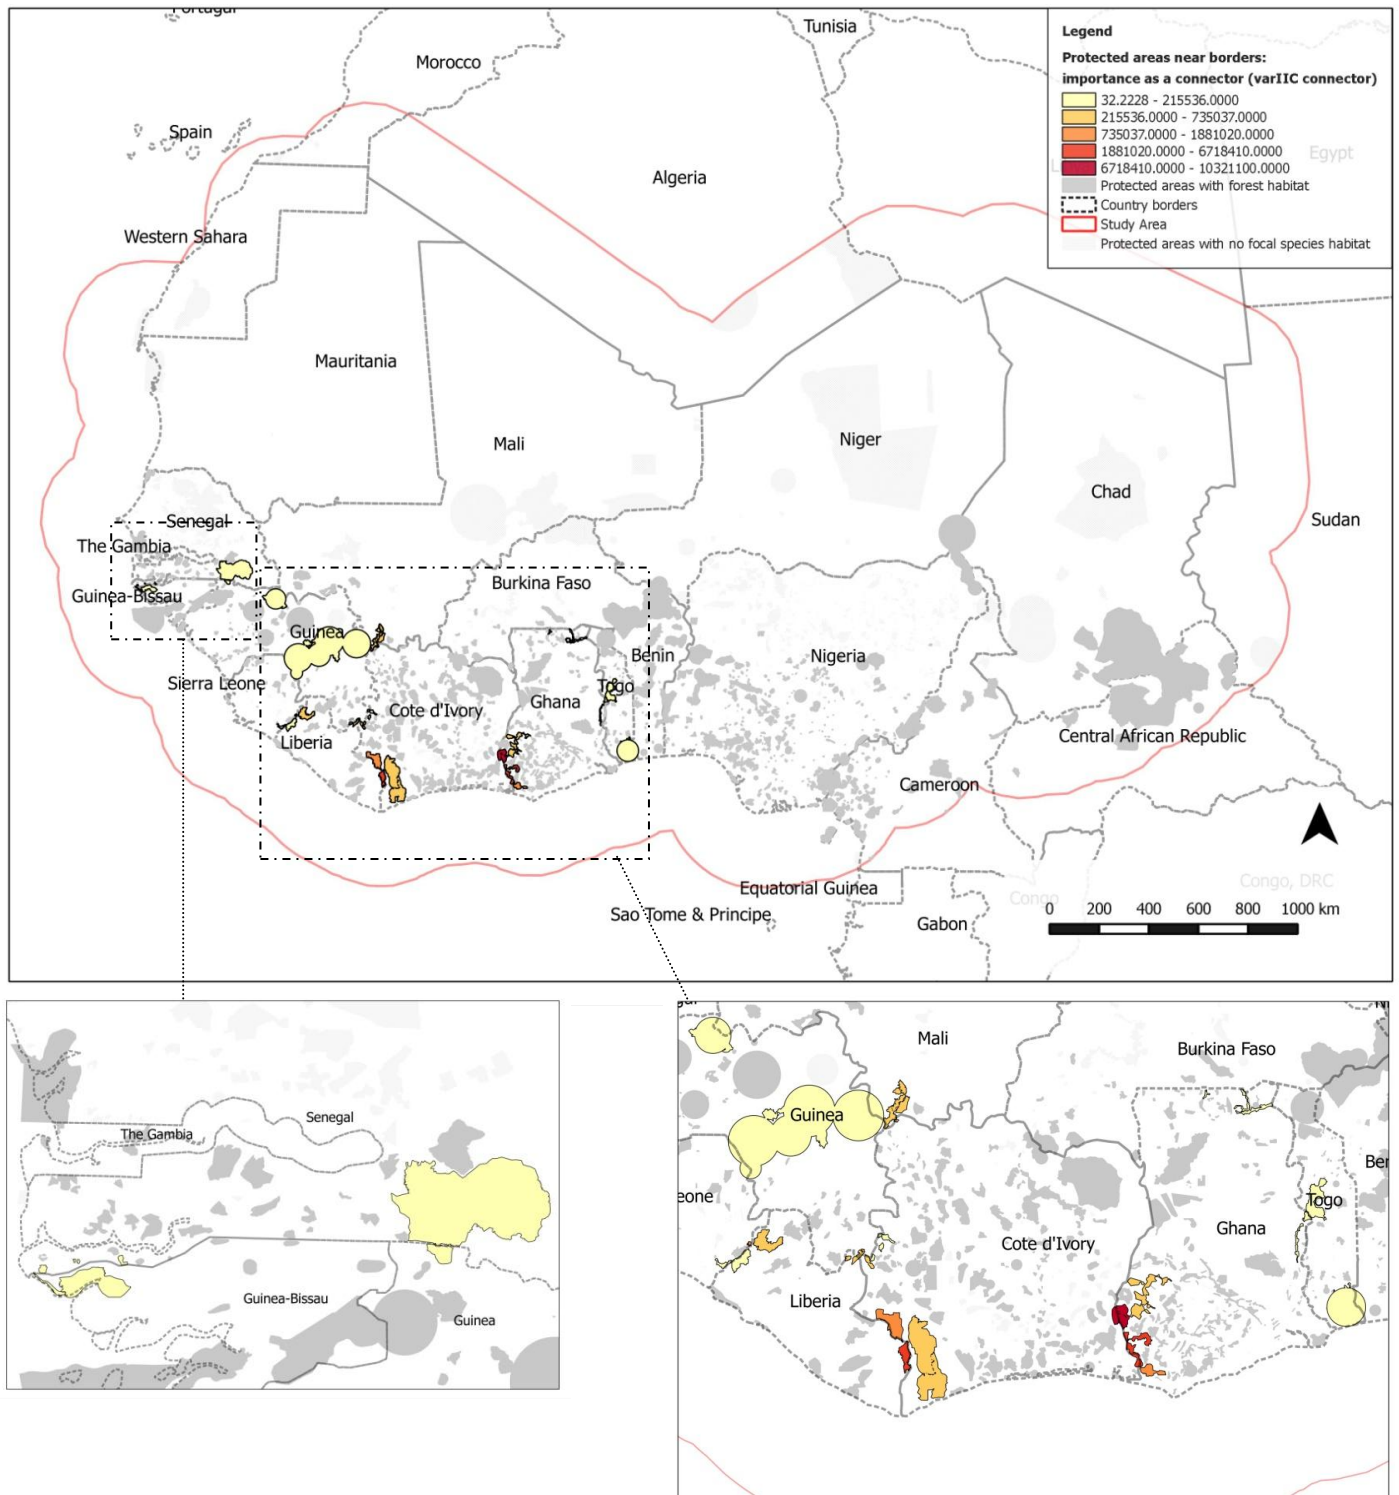 Portugal
Tunisia
Morocco
Spain
Algeria
Western Sahara
Mauritania
Mali
Niger
Chad
Sudan
Egypt
Legend
Protected areas near borders:
importance as a connector (varIIC connector)
32.2228 - 215536.0000
215536.0000 - 735037.0000
735037.0000 - 1881020.0000
1881020.0000 - 6718410.0000
6718410.0000 - 10321100.0000
Protected areas with forest habitat
Country borders
Study Area
Protected areas with no focal species habitat
Senegal
The Gambia
Guinea-Bissau
Burkina Faso
Guinea
Benin
Nigeria
Sierra Leone
Togo
Ghana
Cote d'Ivory
Liberia
Central African Republic
Cameroon
Equatorial Guinea
Sao Tome & Principe
Gabon
Congo
Congo, DRC
0 200 400 600 800 1000 km
Senegal
The Gambia
Guinea-Bissau
Guinea
Mali
Burkina Faso
Guinea
Ber
eone
Togo
Ghana
Cote d'Ivory
Liberia